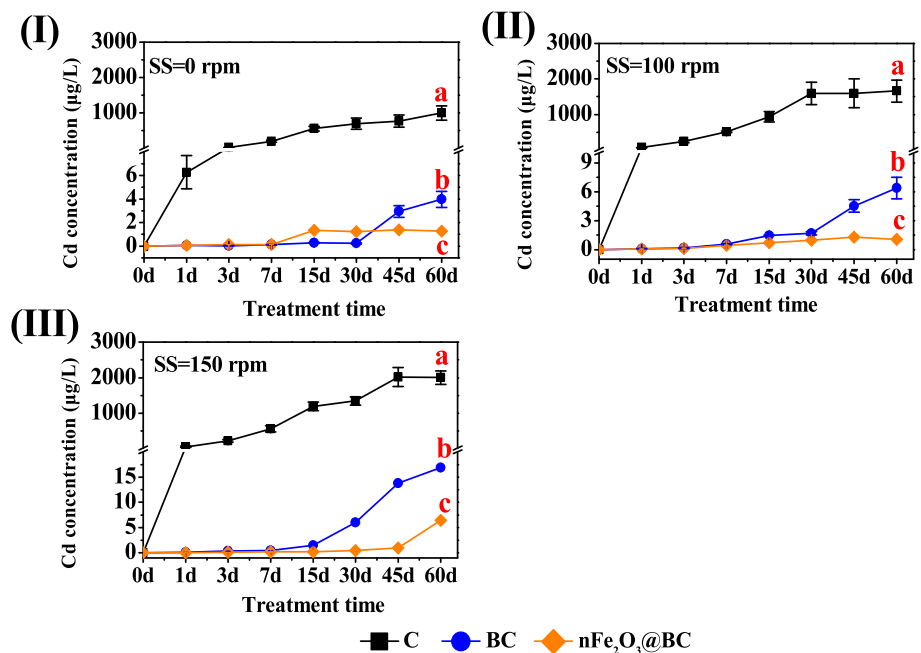 (I)
SS=0 rpm
a
b
c
Cd concentration (μg/L)
3000
2000
1000
6
4
2
0
0d 1d 3d 7d 15d 30d 45d 60d
Treatment time
(II)
SS=100 rpm
a
b
c
Cd concentration (μg/L)
3000
2000
1000
9
6
3
0
0d 1d 3d 7d 15d 30d 45d 60d
Treatment time
(III)
SS=150 rpm
a
b
c
Cd concentration (μg/L)
3000
2000
1000
15
10
5
0
0d 1d 3d 7d 15d 30d 45d 60d
Treatment time
C BC nFe2O3@BC